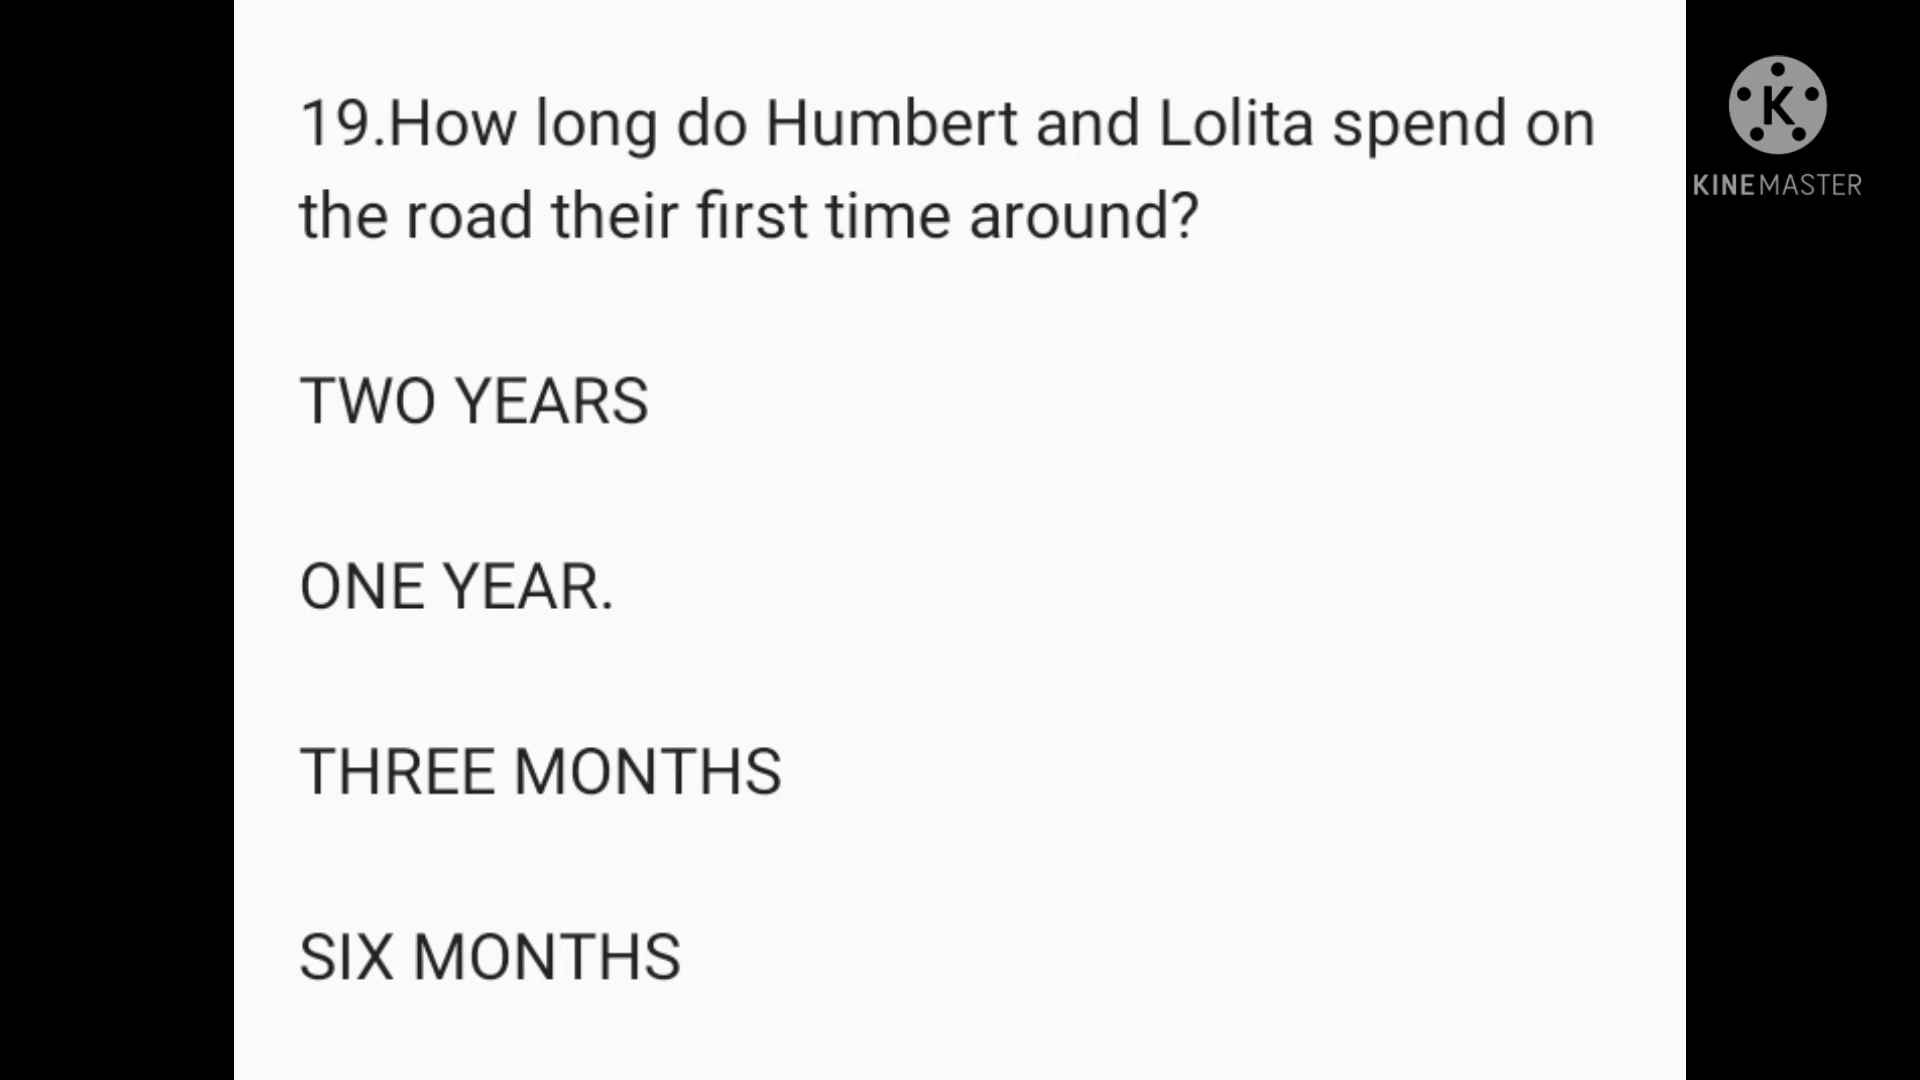 19.How long do Humbert and Lolita spend on
the road their first time around?
TWO YEARS
ONE YEAR.
THREE MONTHS
SIX MONTHS
K
KINEMASTER